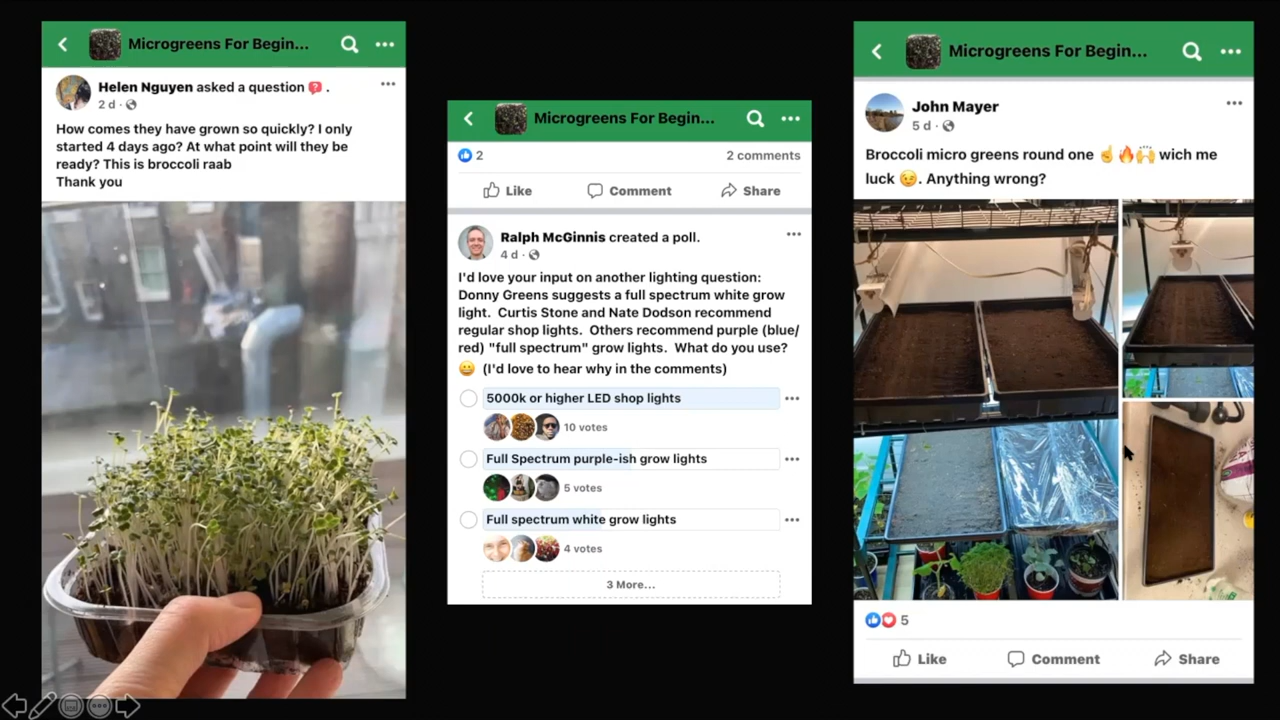 Microgreens For Begin...
Helen Nguyen asked a question
2 d ·
How comes they have grown so quickly? I only
started 4 days ago? At what point will they be
ready? This is broccoli raab
Thank you
Microgreens For Begin...
2
2 comments
Like Comment Share
Ralph McGinnis created a poll.
4 d ·
I'd love your input on another lighting question:
Donny Greens suggests a full spectrum white grow
light. Curtis Stone and Nate Dodson recommend
regular shop lights. Others recommend purple (blue/
red) "full spectrum" grow lights. What do you use?
😀 (I'd love to hear why in the comments)
5000k or higher LED shop lights
10 votes
Full Spectrum purple-ish grow lights
5 votes
Full spectrum white grow lights
4 votes
3 More...
Microgreens For Begin...
John Mayer
5 d ·
Broccoli micro greens round one ☝️🔥🙌 wich me
luck 😉. Anything wrong?
5
Like Comment Share